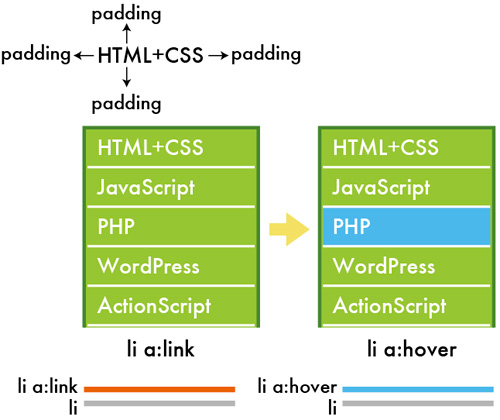 padding
padding HTML+CSS padding
padding
HTML+CSS
JavaScript
PHP
WordPress
ActionScript
li a:link
HTML+CSS
JavaScript
PHP
WordPress
ActionScript
li a:hover
li a:link
li
li a:hover
li